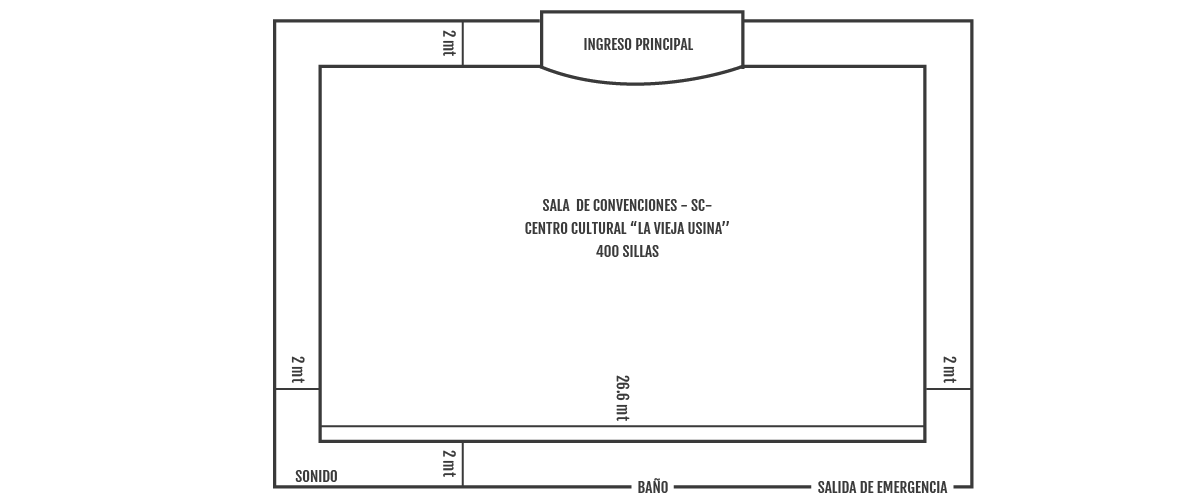 2 mt
INGRESO PRINCIPAL
SALA DE CONVENCIONES - SC-
CENTRO CULTURAL “LA VIEJA USINA’’
400 SILLAS
2 mt
2 mt
26.6 mt
2 mt
SONIDO
BAÑO
SALIDA DE EMERGENCIA